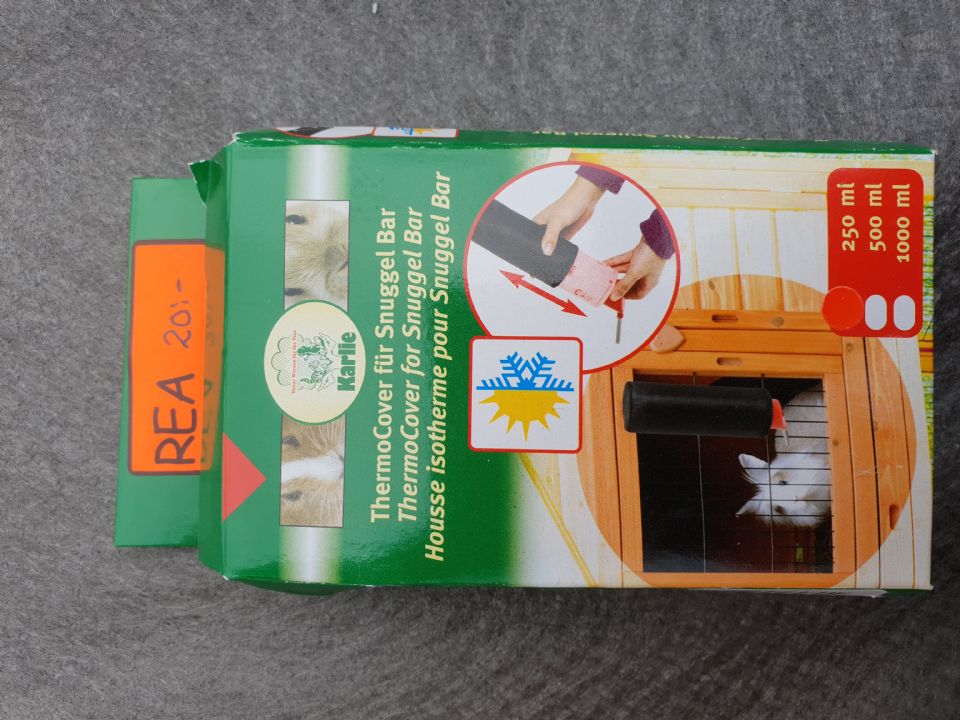 REA 20:-
Karlie
ThermoCover für Snuggel Bar
ThermoCover for Snuggel Bar
Housse isotherme pour Snuggel Bar
250 ml
500 ml
1000 ml